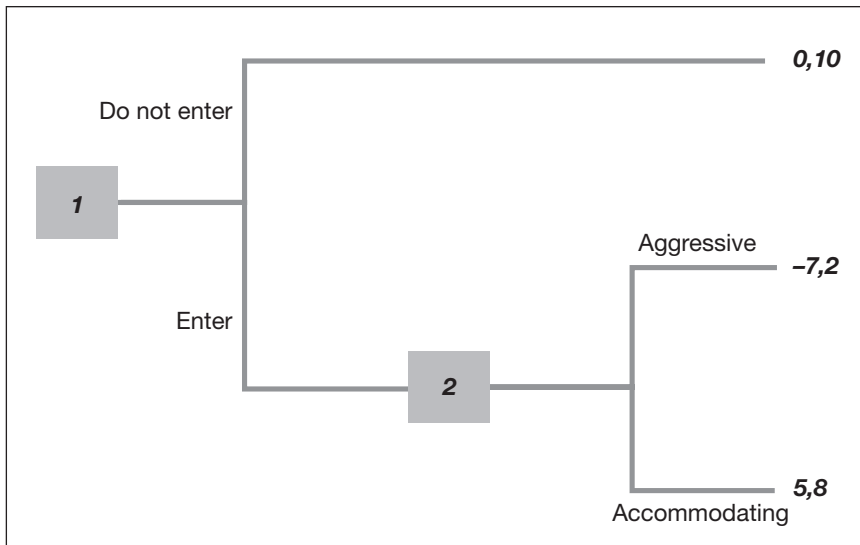 0,10
Do not enter
1
Aggressive
–7,2
Enter
2
5,8
Accommodating